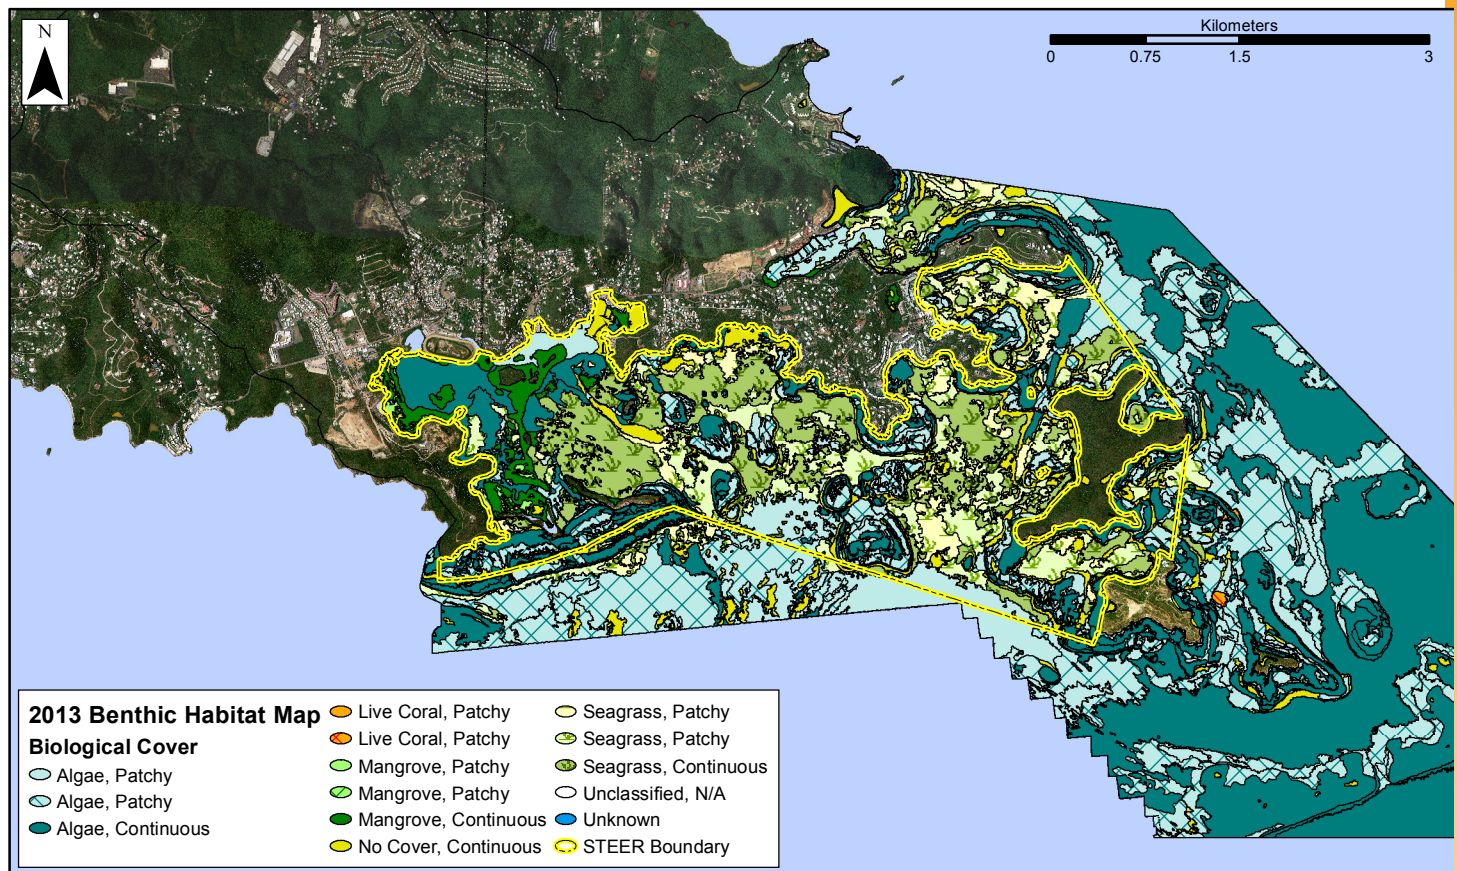 N
Kilometers
0 0.75 1.5 3
2013 Benthic Habitat Map
Biological Cover
Algae, Patchy
Algae, Patchy
Algae, Continuous
Live Coral, Patchy
Live Coral, Patchy
Mangrove, Patchy
Mangrove, Patchy
Mangrove, Continuous
No Cover, Continuous
Seagrass, Patchy
Seagrass, Patchy
Seagrass, Continuous
Unclassified, N/A
Unknown
STEER Boundary